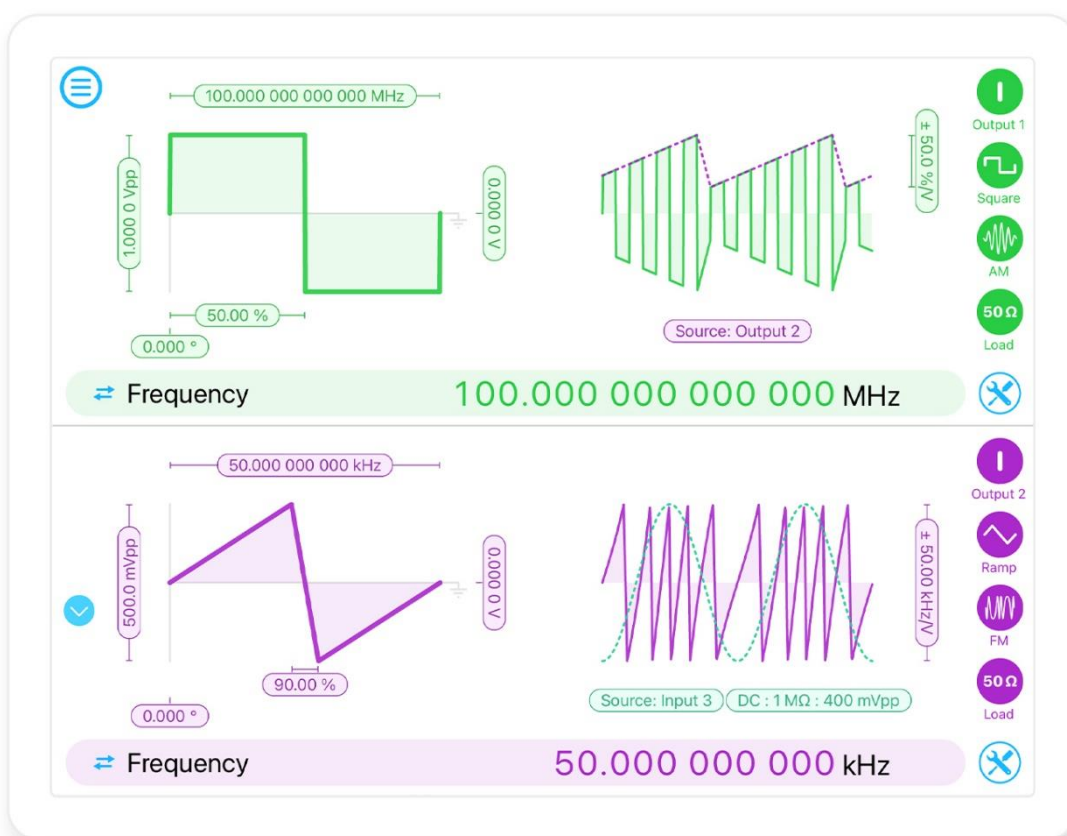 100.000 000 000 000 MHz
1.000 0 Vpp
0.000 0 V
50.00 %
0.000 °
± 50.0 %/V
Source: Output 2
Output 1
Square
AM
50 Ω
Load
Frequency
100.000 000 000 000 MHz
50.000 000 000 kHz
500.0 mVpp
0.000 0 V
90.00 %
0.000 °
± 50.00 kHz/V
Source: Input 3
DC : 1 MΩ : 400 mVpp
Output 2
Ramp
FM
50 Ω
Load
Frequency
50.000 000 000 kHz